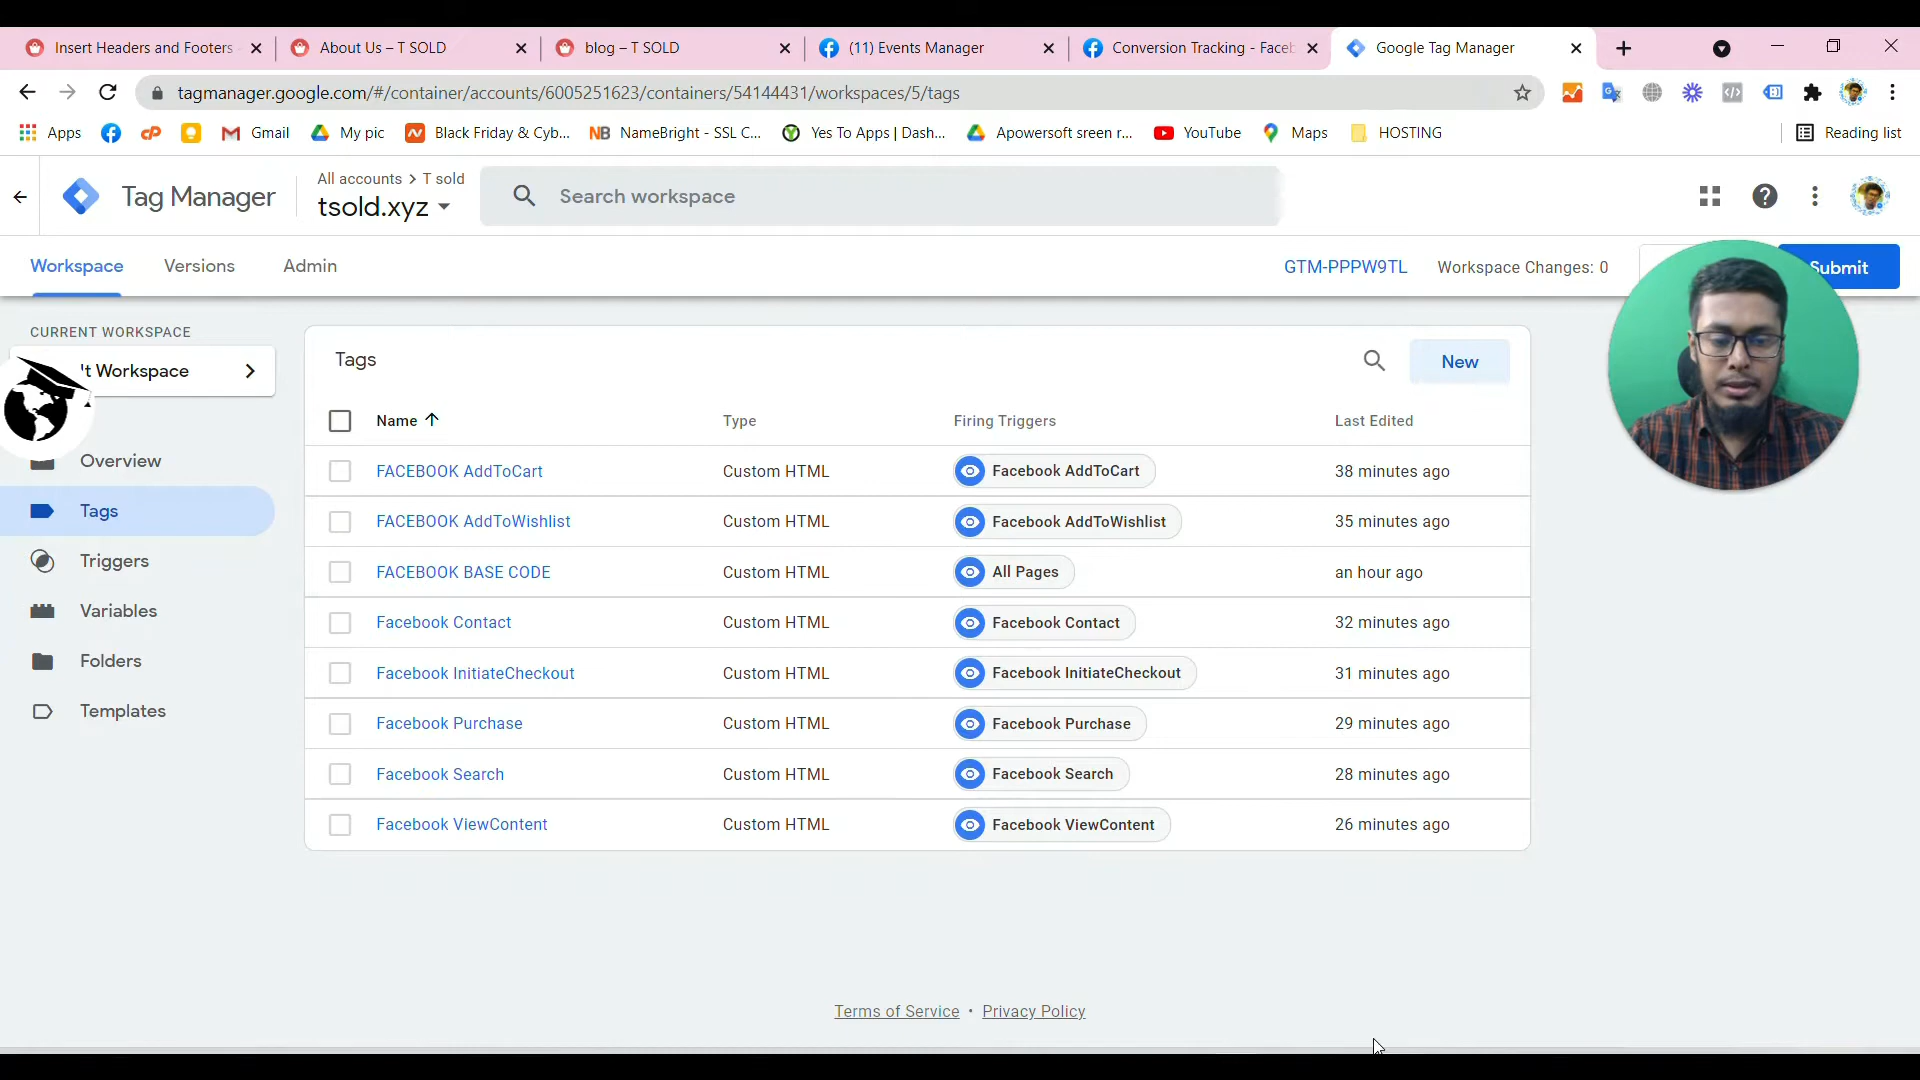 Insert Headers and Footers
About Us – T SOLD
blog – T SOLD
(11) Events Manager
Conversion Tracking - Faceb
Google Tag Manager
tagmanager.google.com/#/container/accounts/6005251623/containers/54144431/workspaces/5/tags
Apps
Gmail
My pic
Black Friday & Cyb...
NameBright - SSL C...
Yes To Apps | Dash...
Apowersoft sreen r...
YouTube
Maps
HOSTING
Reading list
Tag Manager
All accounts > T sold
tsold.xyz
Search workspace
Workspace
Versions
Admin
GTM-PPPW9TL
Workspace Changes: 0
Submit
CURRENT WORKSPACE
't Workspace
Overview
Tags
Triggers
Variables
Folders
Templates
Tags
New
Name Type Firing Triggers Last Edited
FACEBOOK AddToCart Custom HTML Facebook AddToCart 38 minutes ago
FACEBOOK AddToWishlist Custom HTML Facebook AddToWishlist 35 minutes ago
FACEBOOK BASE CODE Custom HTML All Pages an hour ago
Facebook Contact Custom HTML Facebook Contact 32 minutes ago
Facebook InitiateCheckout Custom HTML Facebook InitiateCheckout 31 minutes ago
Facebook Purchase Custom HTML Facebook Purchase 29 minutes ago
Facebook Search Custom HTML Facebook Search 28 minutes ago
Facebook ViewContent Custom HTML Facebook ViewContent 26 minutes ago
Terms of Service • Privacy Policy